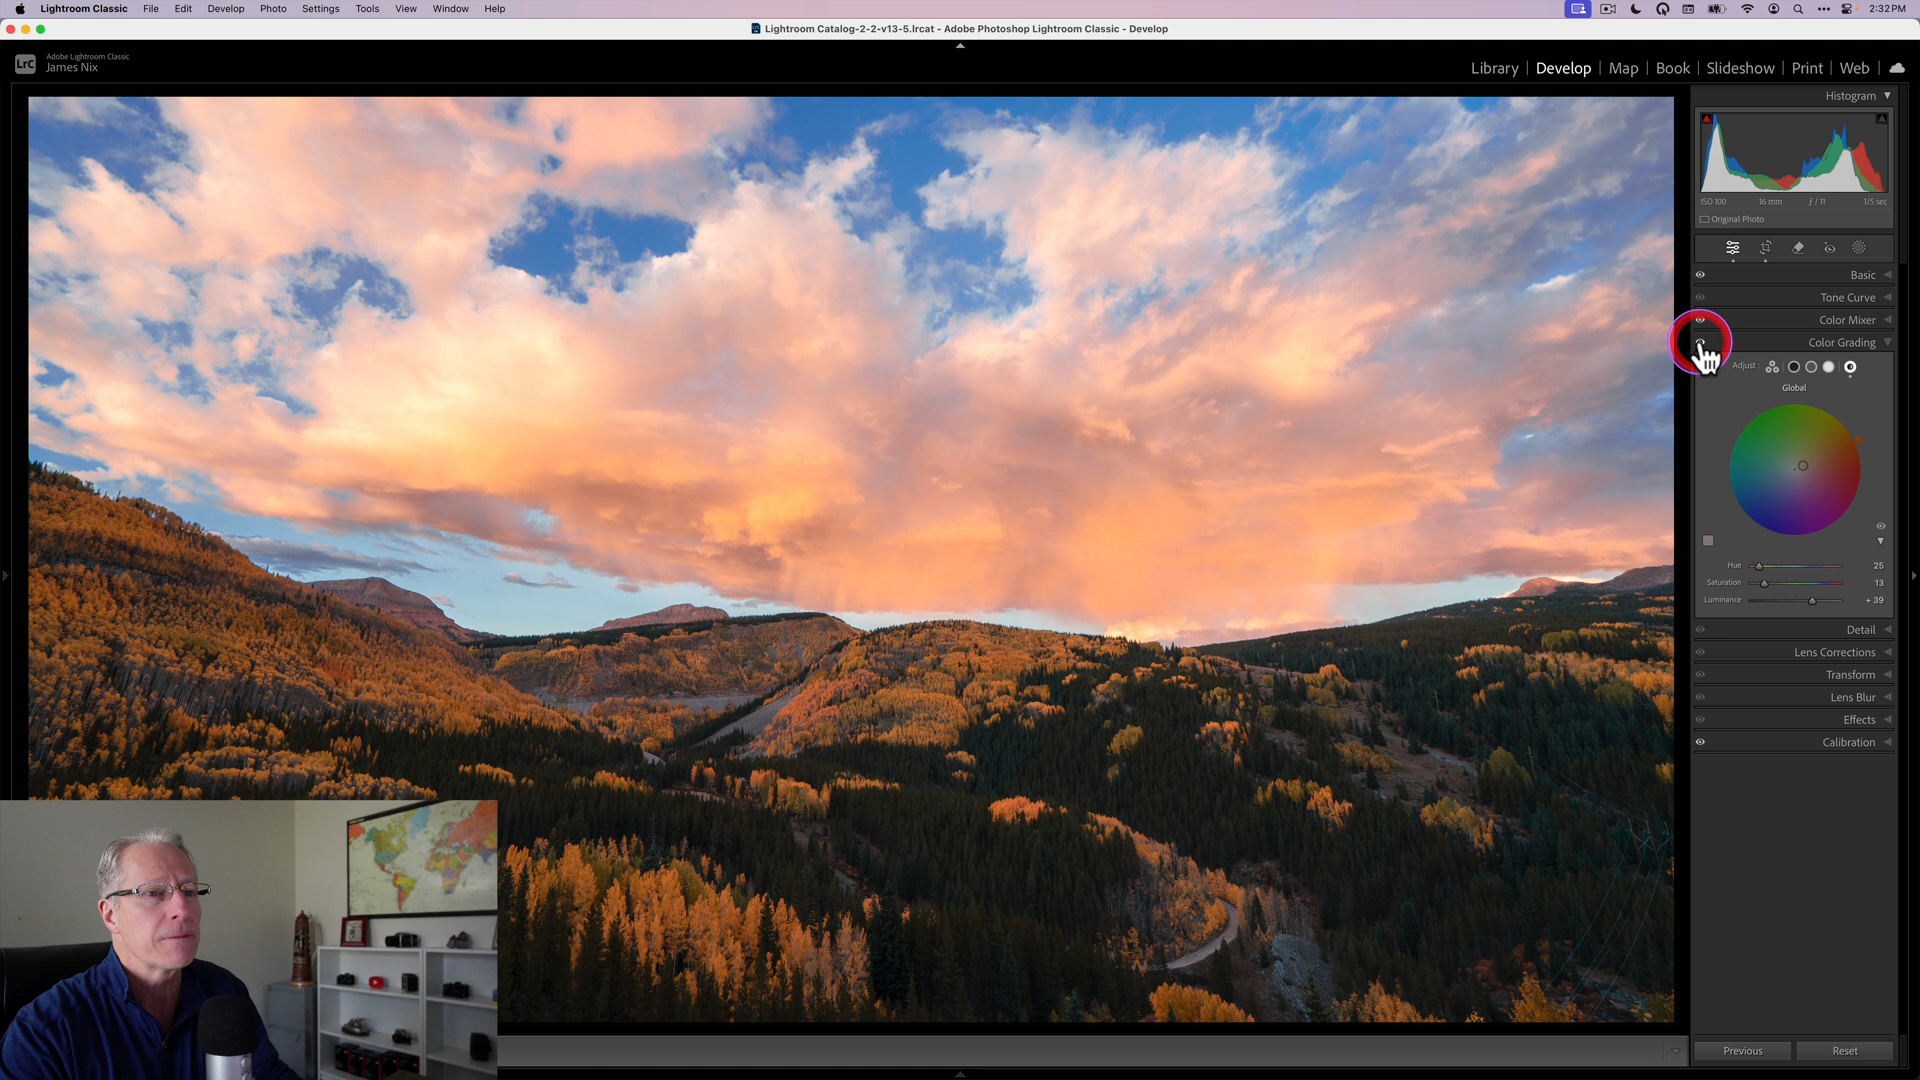 Lightroom Classic File Edit Develop Photo Settings Tools View Window Help 2:32 PM
Lightroom Catalog-2-2-v13-5.lrcat - Adobe Photoshop Lightroom Classic - Develop
LrC
Adobe Lightroom Classic
James Nix
Library | Develop | Map | Book | Slideshow | Print | Web
Histogram
ISO 100 16 mm ƒ / 11 1/5 sec
Original Photo
Basic
Tone Curve
Color Mixer
Color Grading
Adjust :
Global
Hue 25
Saturation 13
Luminance + 39
Detail
Lens Corrections
Transform
Lens Blur
Effects
Calibration
Previous Reset